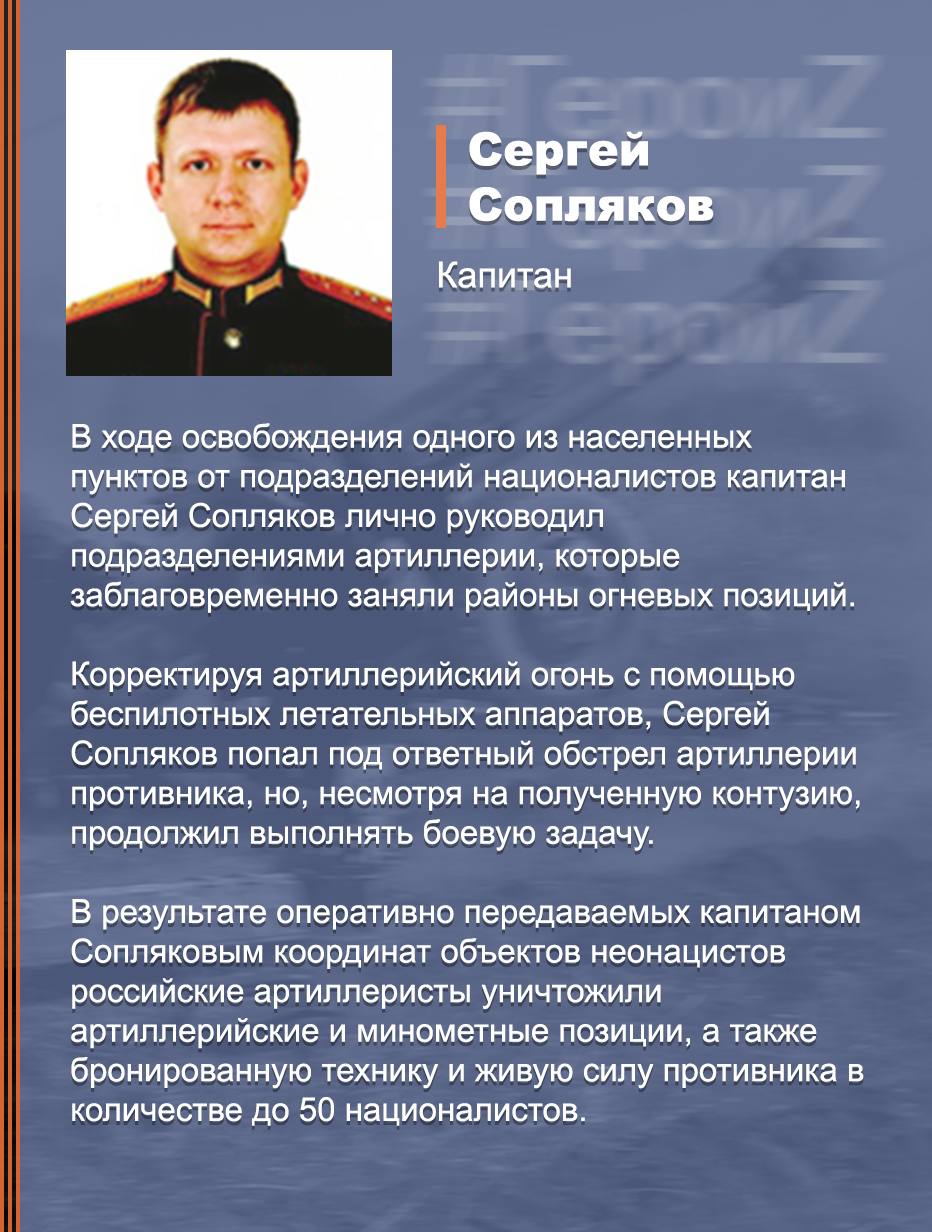 #ГероиZ
Сергей
#ГероиZ
Сопляков
Капитан
#ГероиZ
В ходе освобождения одного из населенных
пунктов от подразделений националистов капитан
Сергей Сопляков лично руководил
подразделениями артиллерии, которые
заблаговременно заняли районы огневых позиций.
Корректируя артиллерийский огонь с помощью
беспилотных летательных аппаратов, Сергей
Сопляков попал под ответный обстрел артиллерии
противника, но, несмотря на полученную контузию,
продолжил выполнять боевую задачу.
В результате оперативно передаваемых капитаном
Сопляковым координат объектов неонацистов
российские артиллеристы уничтожили
артиллерийские и минометные позиции, а также
бронированную технику и живую силу противника в
количестве до 50 националистов.